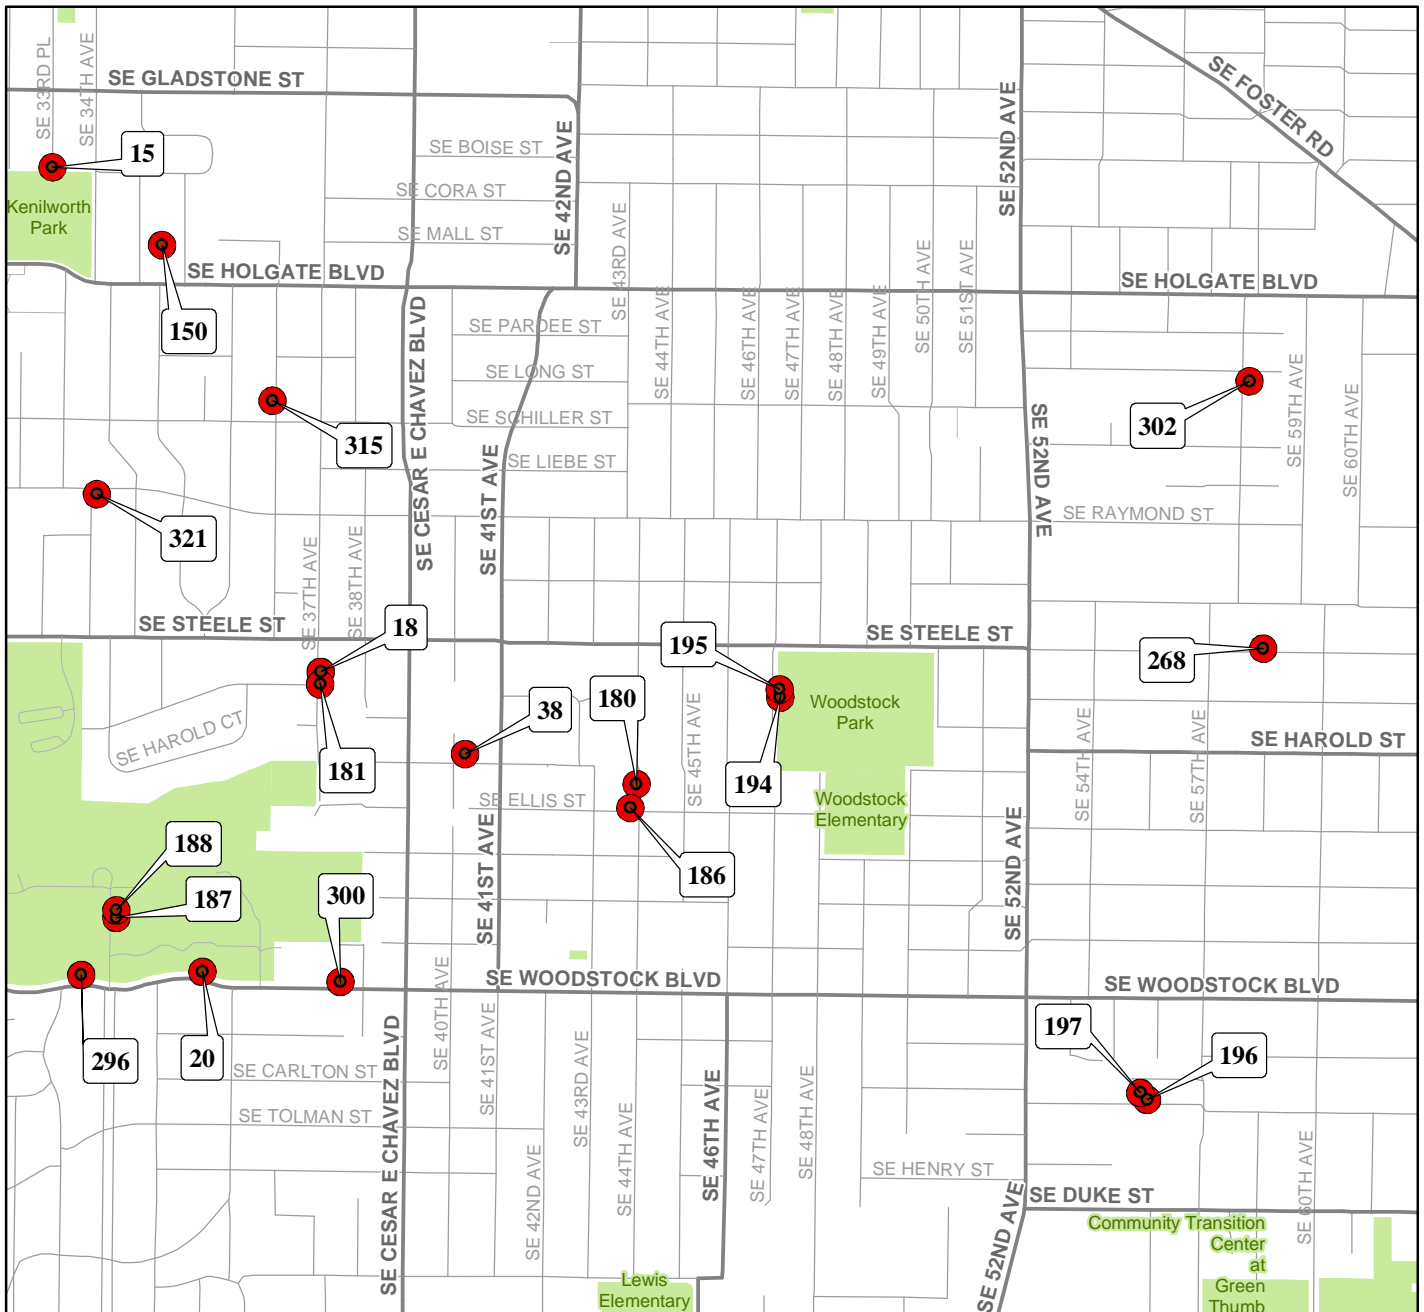 SE 33RD PL
SE 34TH AVE
SE GLADSTONE ST
SE FOSTER RD
SE 52ND AVE
SE 42ND AVE
15
SE BOISE ST
SE CORA ST
SE MALL ST
Kenilworth
Park
SE 43RD AVE
SE 50TH AVE
SE 51ST AVE
SE HOLGATE BLVD
SE HOLGATE BLVD
150
SE CESAR E CHAVEZ BLVD
SE PARDEE ST
SE LONG ST
SE SCHILLER ST
SE LIEBE ST
SE 44TH AVE
SE 46TH AVE
SE 47TH AVE
SE 48TH AVE
SE 49TH AVE
SE 59TH AVE
SE 60TH AVE
302
315
SE 41ST AVE
SE 52ND AVE
SE RAYMOND ST
321
SE 37TH AVE
SE 38TH AVE
SE STEELE ST
18
195
SE STEELE ST
268
SE HAROLD CT
181
38
180
SE 45TH AVE
194
Woodstock
Park
SE 54TH AVE
SE 57TH AVE
SE HAROLD ST
SE ELLIS ST
Woodstock
Elementary
SE 41ST AVE
SE 52ND AVE
188
187
300
186
SE WOODSTOCK BLVD
SE WOODSTOCK BLVD
296
20
SE CARLTON ST
SE TOLMAN ST
SE CESAR E CHAVEZ BLVD
SE 40TH AVE
SE 41ST AVE
SE 43RD AVE
SE 42ND AVE
SE 44TH AVE
SE 46TH AVE
SE 47TH AVE
SE 48TH AVE
197
196
SE HENRY ST
SE DUKE ST
SE 52ND AVE
SE 60TH AVE
Community Transition
Center
at
Green
Thumb
Lewis
Elementary